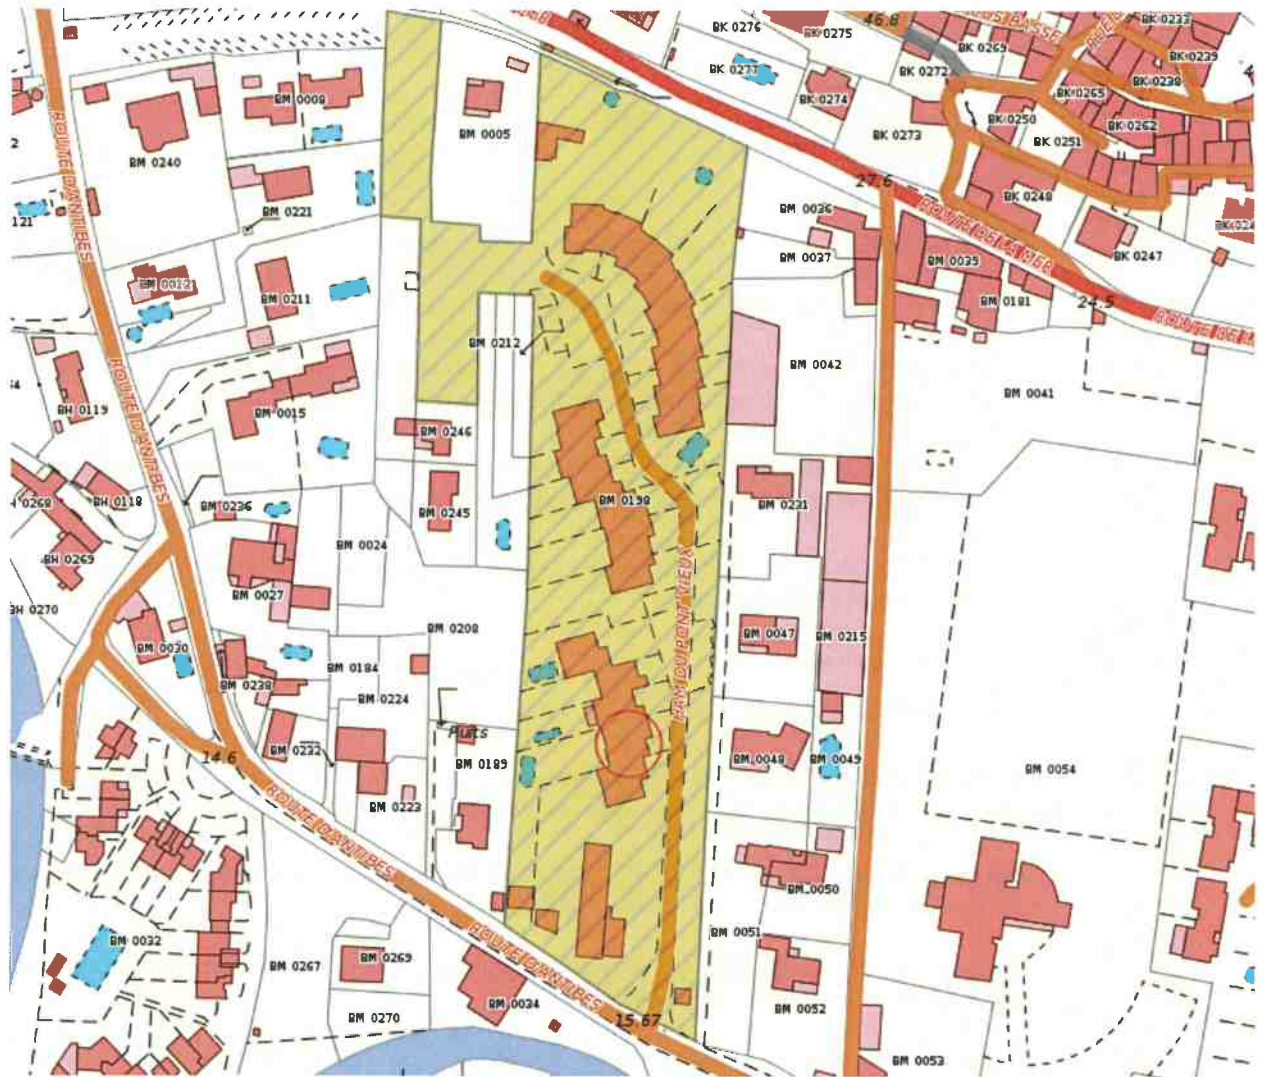 46.8
BK 0276
BK 0275
BK 0269
BK 0239
BK 0277
BK 0272
BK 0238
BK 0274
BK 0265
BM 0008
BK 0250
BK 0262
BM 0005
BK 0273
BK 0251
BM 0240
ROUTE D'ANTIBES
27.6
BK 0248
BM 0221
BM 0036
ROUTE DE LA MER
121
BM 0037
BM 0039
BK 0247
BM 0012
BM 0211
BM 0181
24.5
BM 0212
BM 0042
BM 0041
ROUTE D'ANTIBES
BH 0119
BM 0015
BM 0246
BM 0198
BM 0231
BH 0118
BM 0236
BM 0245
H 0268
BM 0024
BH 0269
BM 0027
HAM DU PONT VIEUX
BH 0270
BM 0208
BM 0047
BM 0215
BM 0030
BM 0184
BM 0238
BM 0224
Puits
BM 0232
14.6
BM 0189
BM 0048
BM 0049
BM 0054
BM 0223
ROUTE D'ANTIBES
BM 0050
BM 0051
BM 0032
BM 0267
BM 0269
ROUTE D'ANTIBES
BM 0034
BM 0052
BM 0270
15.67
BM 0053